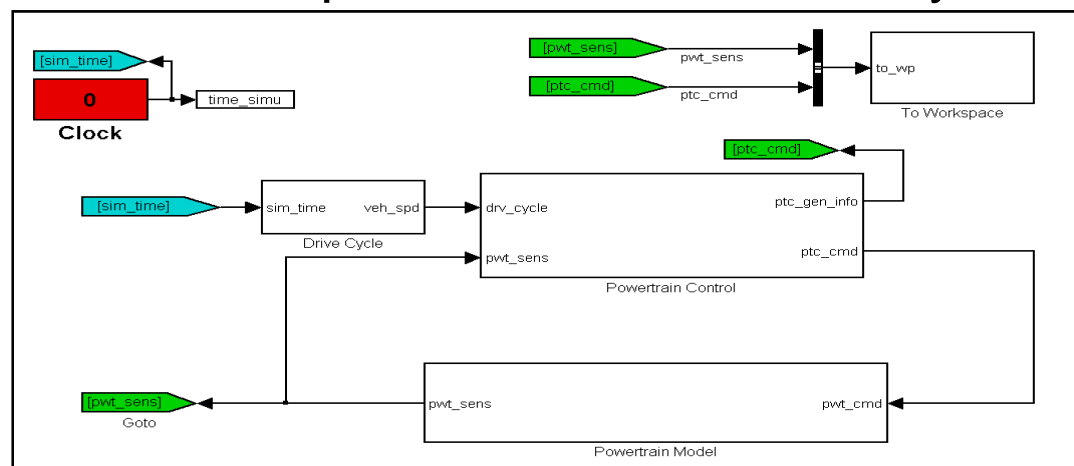 [sim_time]
0
time_simu
Clock
[pwt_sens]
pwt_sens
[ptc_cmd]
ptc_cmd
to_wp
To Workspace
[ptc_cmd]
[sim_time]
sim_time veh_spd
Drive Cycle
drv_cycle
ptc_gen_info
pwt_sens
ptc_cmd
Powertrain Control
[pwt_sens]
Goto
pwt_sens
pwt_cmd
Powertrain Model